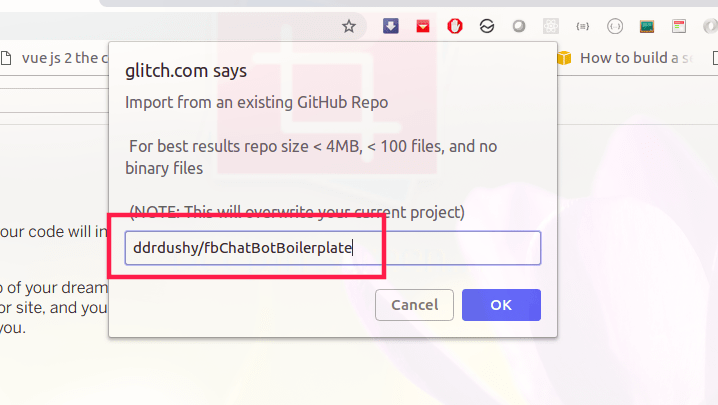 vue js 2 the c
How to build a s
glitch.com says
Import from an existing GitHub Repo
For best results repo size < 4MB, < 100 files, and no
binary files
(NOTE: This will overwrite your current project)
our code will in
ddrdushy/fbChatBotBoilerplate
of your dream
or site, and you
you.
Cancel
OK